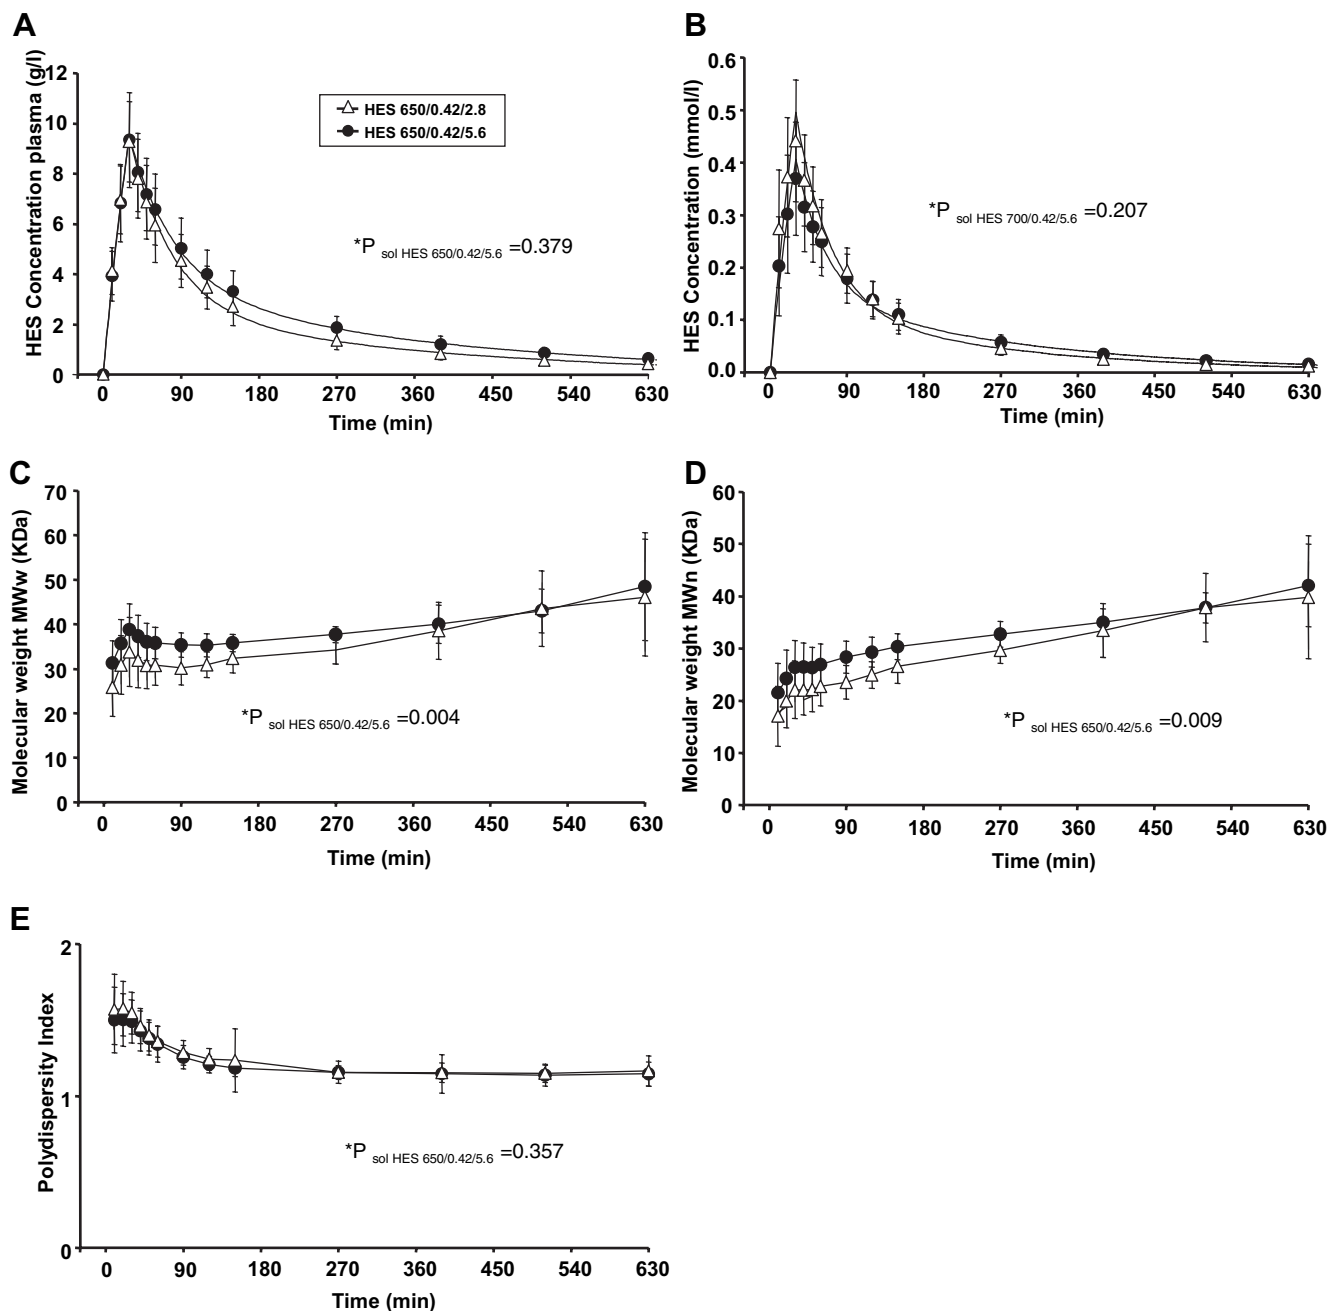 A
HES Concentration plasma (g/l)
12
10
8
6
4
2
0
HES 650/0.42/2.8
HES 650/0.42/5.6
*P sol HES 650/0.42/5.6 =0.379
0 90 180 270 360 450 540 630
Time (min)
B
HES Concentration (mmol/l)
0.6
0.5
0.4
0.3
0.2
0.1
0.0
*P sol HES 700/0.42/5.6 =0.207
0 90 180 270 360 450 540 630
Time (min)
C
Molecular weight MWw (KDa)
70
60
50
40
30
20
10
0
*P sol HES 650/0.42/5.6 =0.004
0 90 180 270 360 450 540 630
Time (min)
D
Molecular weight MWn (KDa)
60
50
40
30
20
10
0
*P sol HES 650/0.42/5.6 =0.009
0 90 180 270 360 450 540 630
Time (min)
E
Polydispersity Index
2
1
0
*P sol HES 650/0.42/5.6 =0.357
0 90 180 270 360 450 540 630
Time (min)